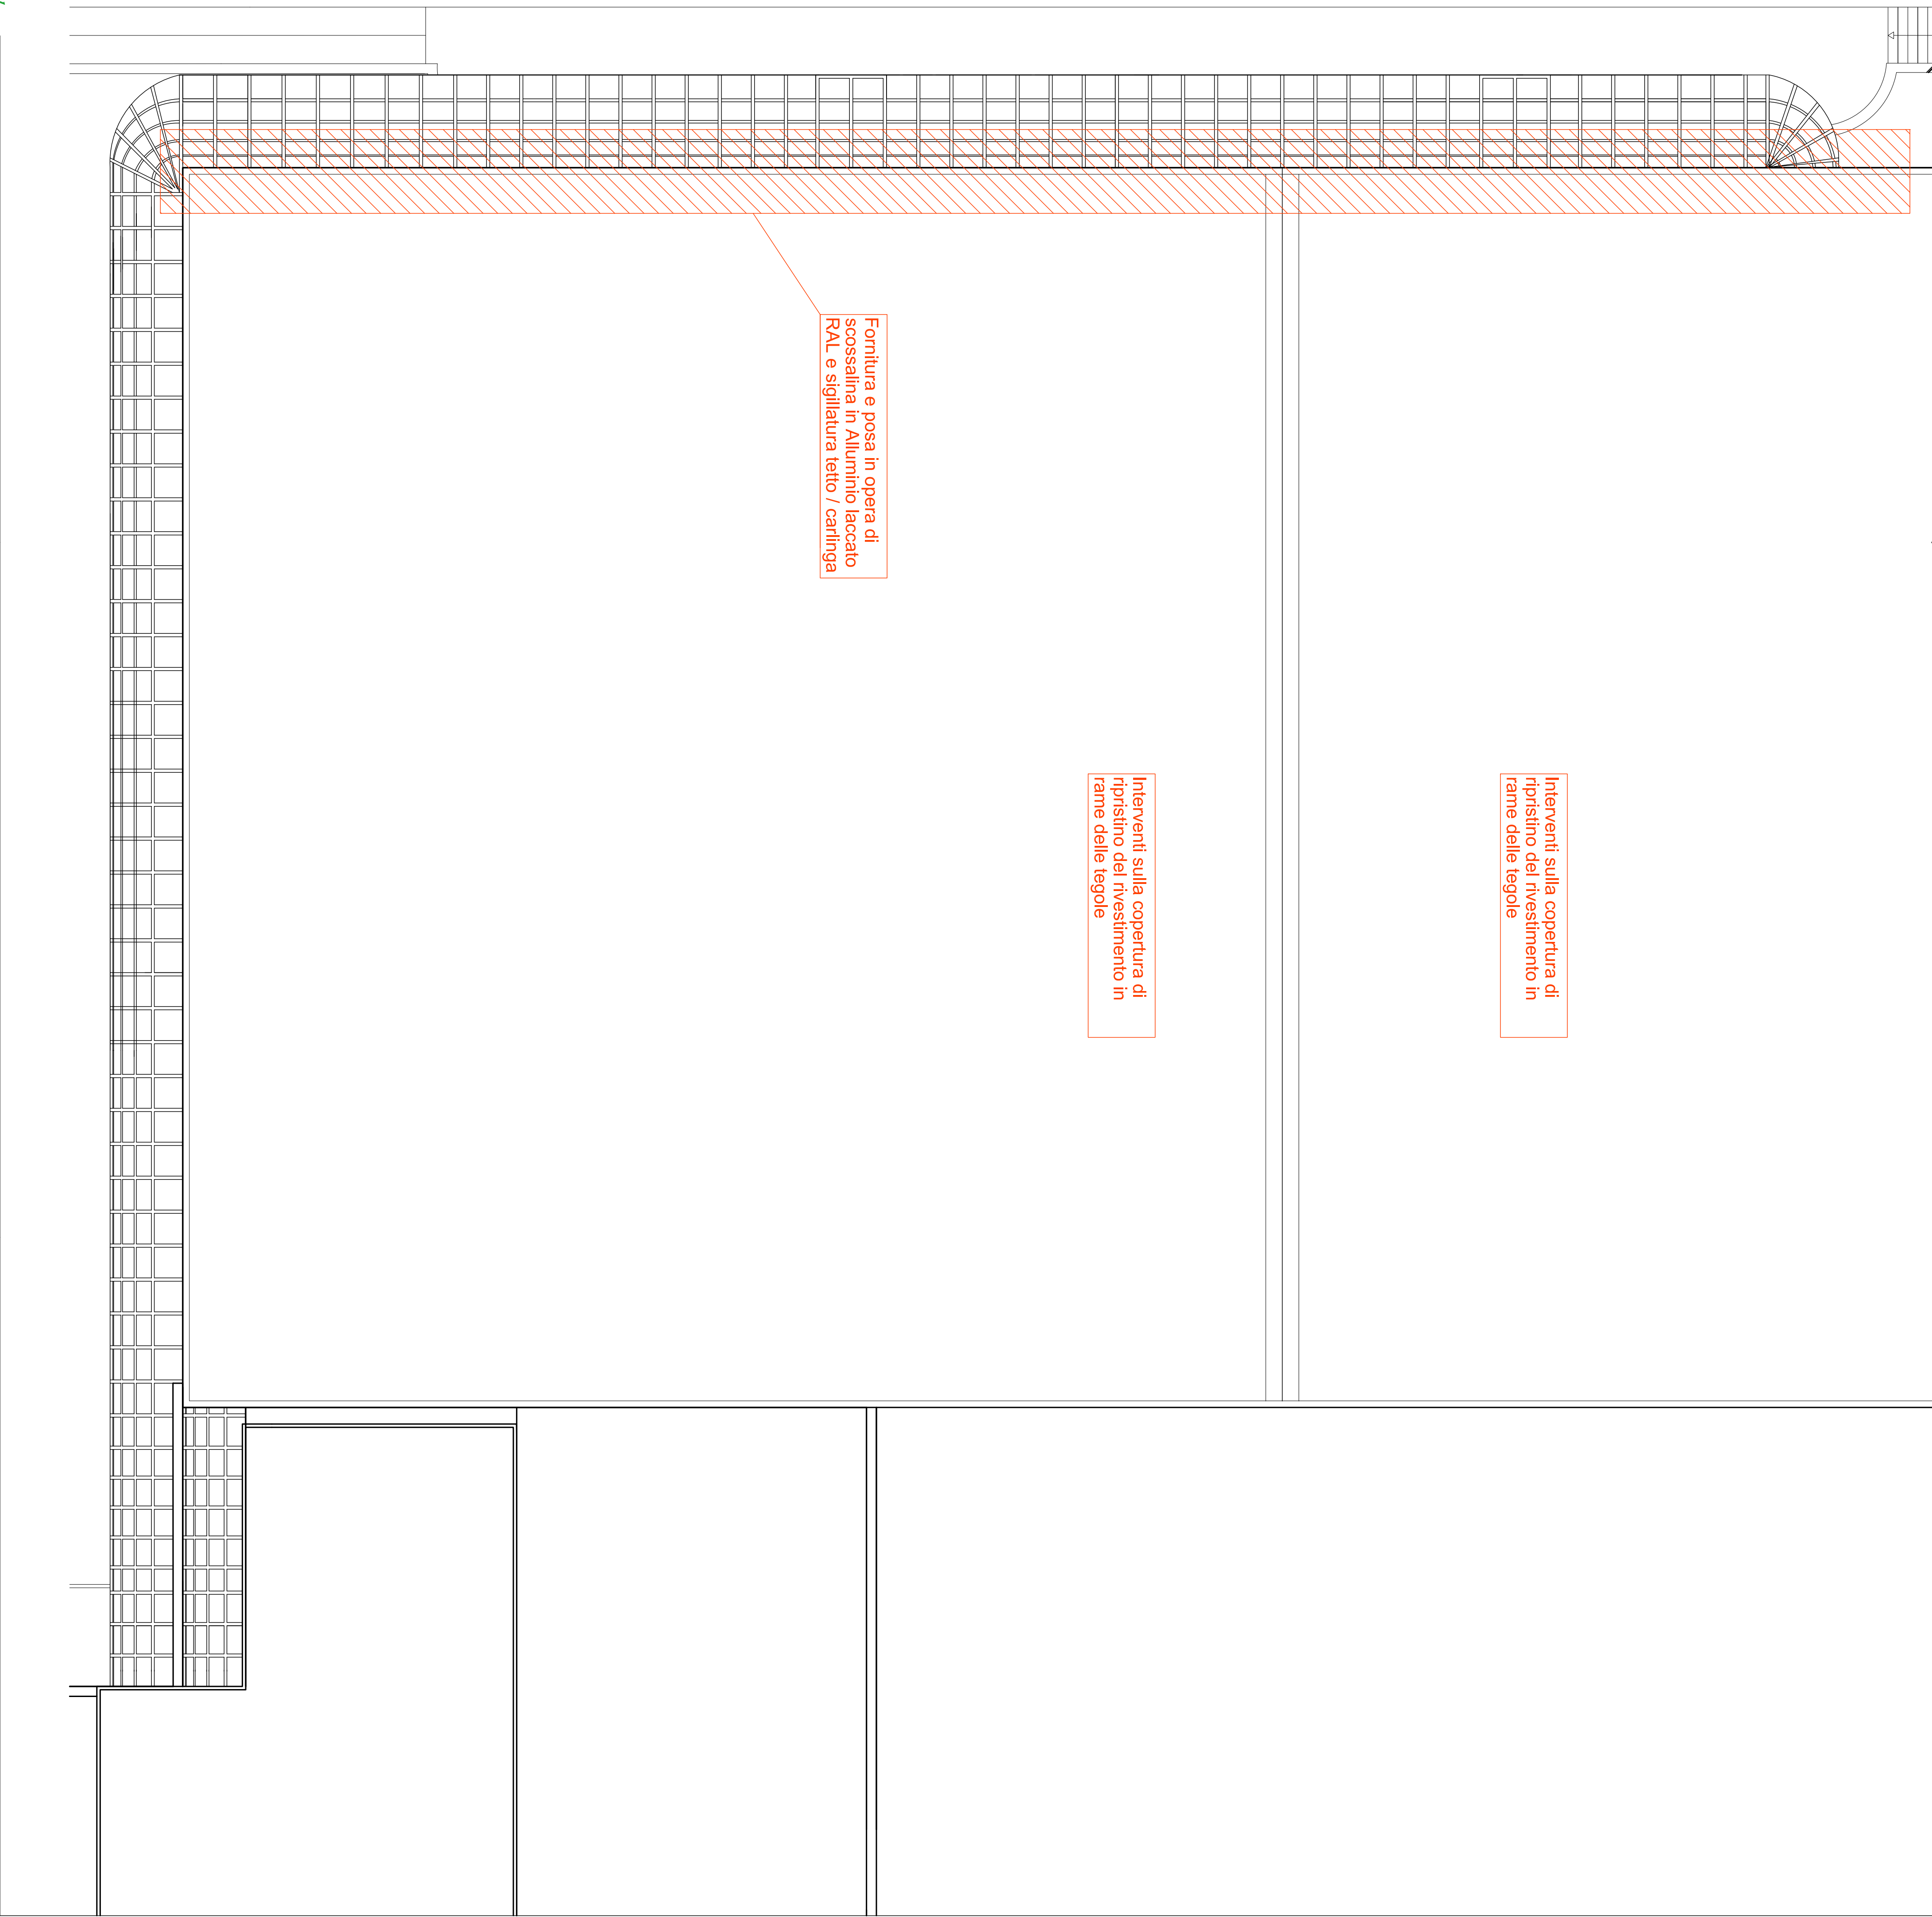 Fornitura e posa in opera di
scossalina in Alluminio laccato
RAL e sigillatura tetto / carlinga
Interventi sulla copertura di
ripristino del rivestimento in
rame delle tegole
Interventi sulla copertura di
ripristino del rivestimento in
rame delle tegole